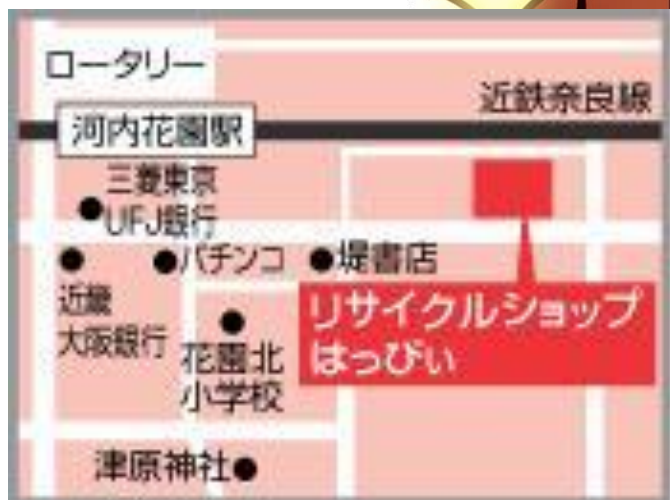 ロータリー
近鉄奈良線
河内花園駅
三菱東京
UFJ銀行
パチンコ
堤書店
近畿
大阪銀行
花園北
小学校
リサイクルショップ
はっぴぃ
津原神社